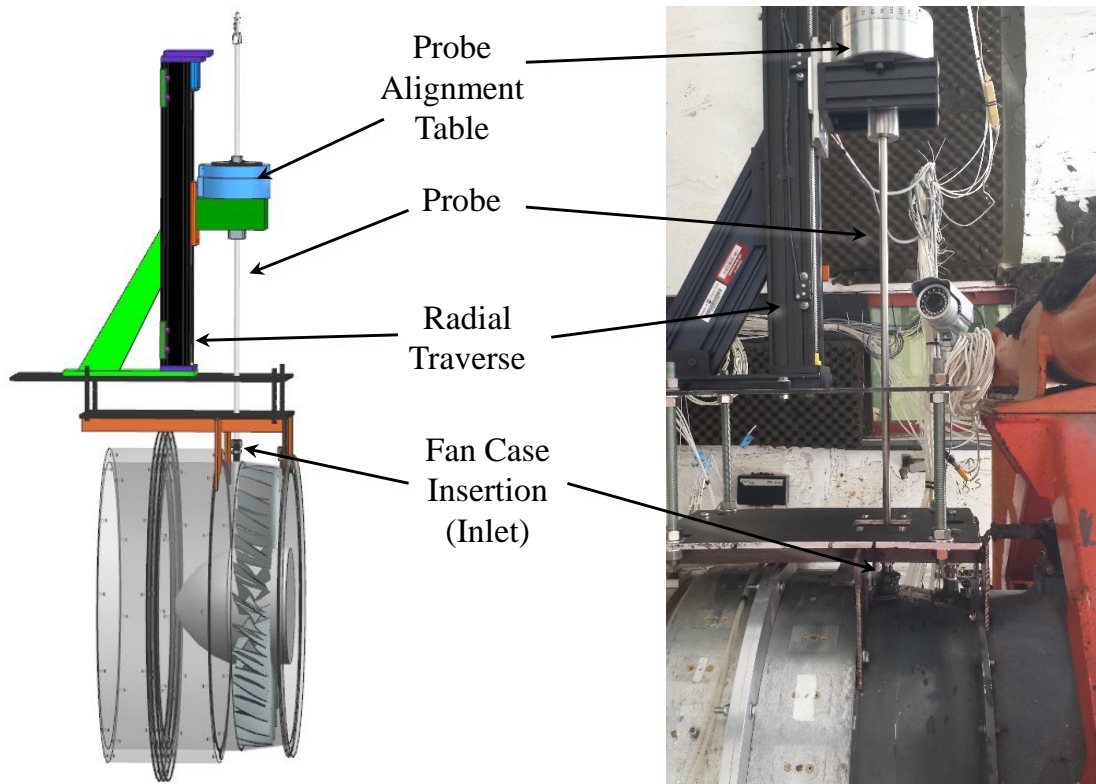 Probe
Alignment
Table
Probe
Radial
Traverse
Fan Case
Insertion
(Inlet)